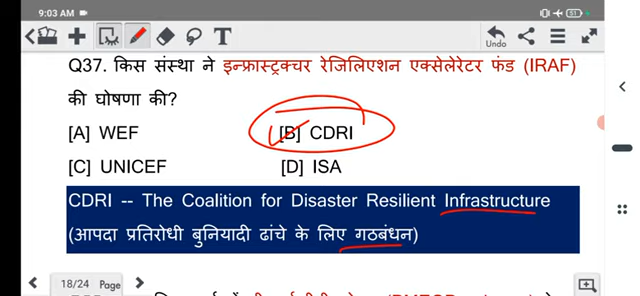 9:03 AM
51
Undo
Q37. किस संस्था ने इन्फ्रास्ट्रक्चर रेजिलिएशन एक्सेलेरेटर फंड (IRAF)
की घोषणा की?
[A] WEF [B] CDRI
[C] UNICEF [D] ISA
CDRI -- The Coalition for Disaster Resilient Infrastructure
(आपदा प्रतिरोधी बुनियादी ढांचे के लिए गठबंधन)
18/24 Page